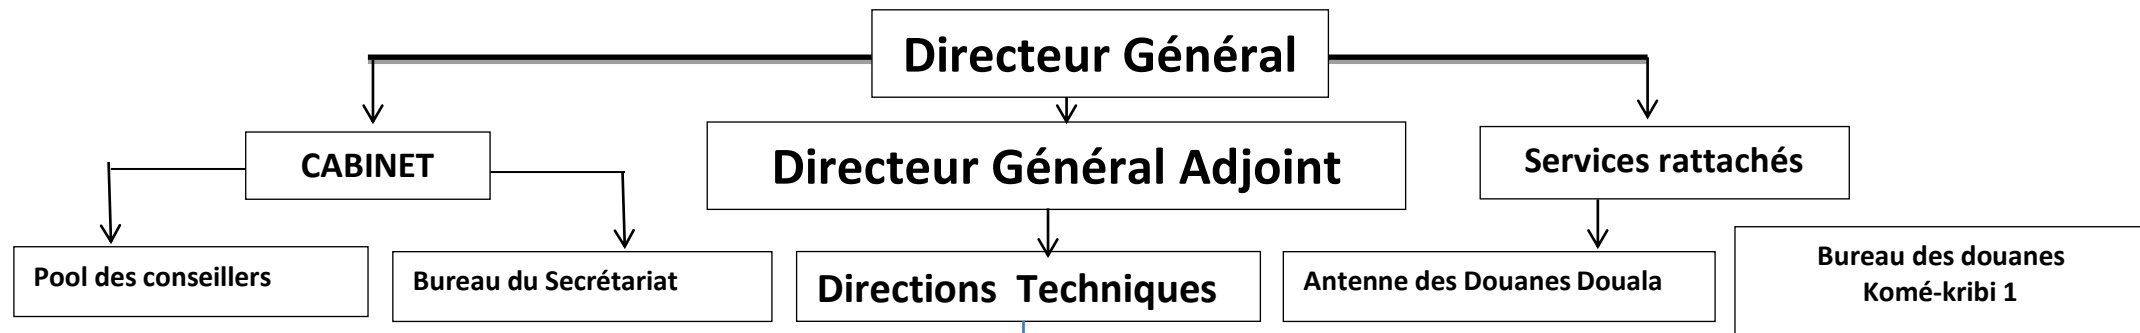 Directeur Général
CABINET
Directeur Général Adjoint
Services rattachés
Pool des conseillers
Bureau du Secrétariat
Directions Techniques
Antenne des Douanes Douala
Bureau des douanes
Komé-kribi 1